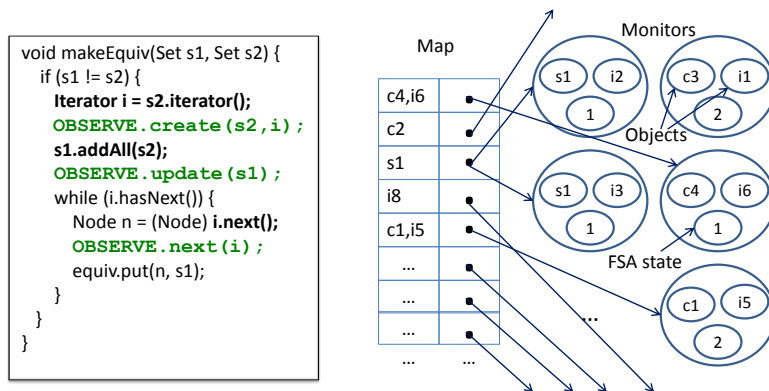 void makeEquiv(Set s1, Set s2) {
if (s1 != s2) {
Iterator i = s2.iterator();
OBSERVE.create(s2,i);
s1.addAll(s2);
OBSERVE.update(s1);
while (i.hasNext()) {
Node n = (Node) i.next();
OBSERVE.next(i);
equiv.put(n, s1);
}
}
}
Map
c4,i6
c2
s1
i8
c1,i5
...
...
...
... ...
Monitors
s1 i2
1
c3 i1
2
Objects
s1 i3
1
c4 i6
1
FSA state
c1 i5
2
...